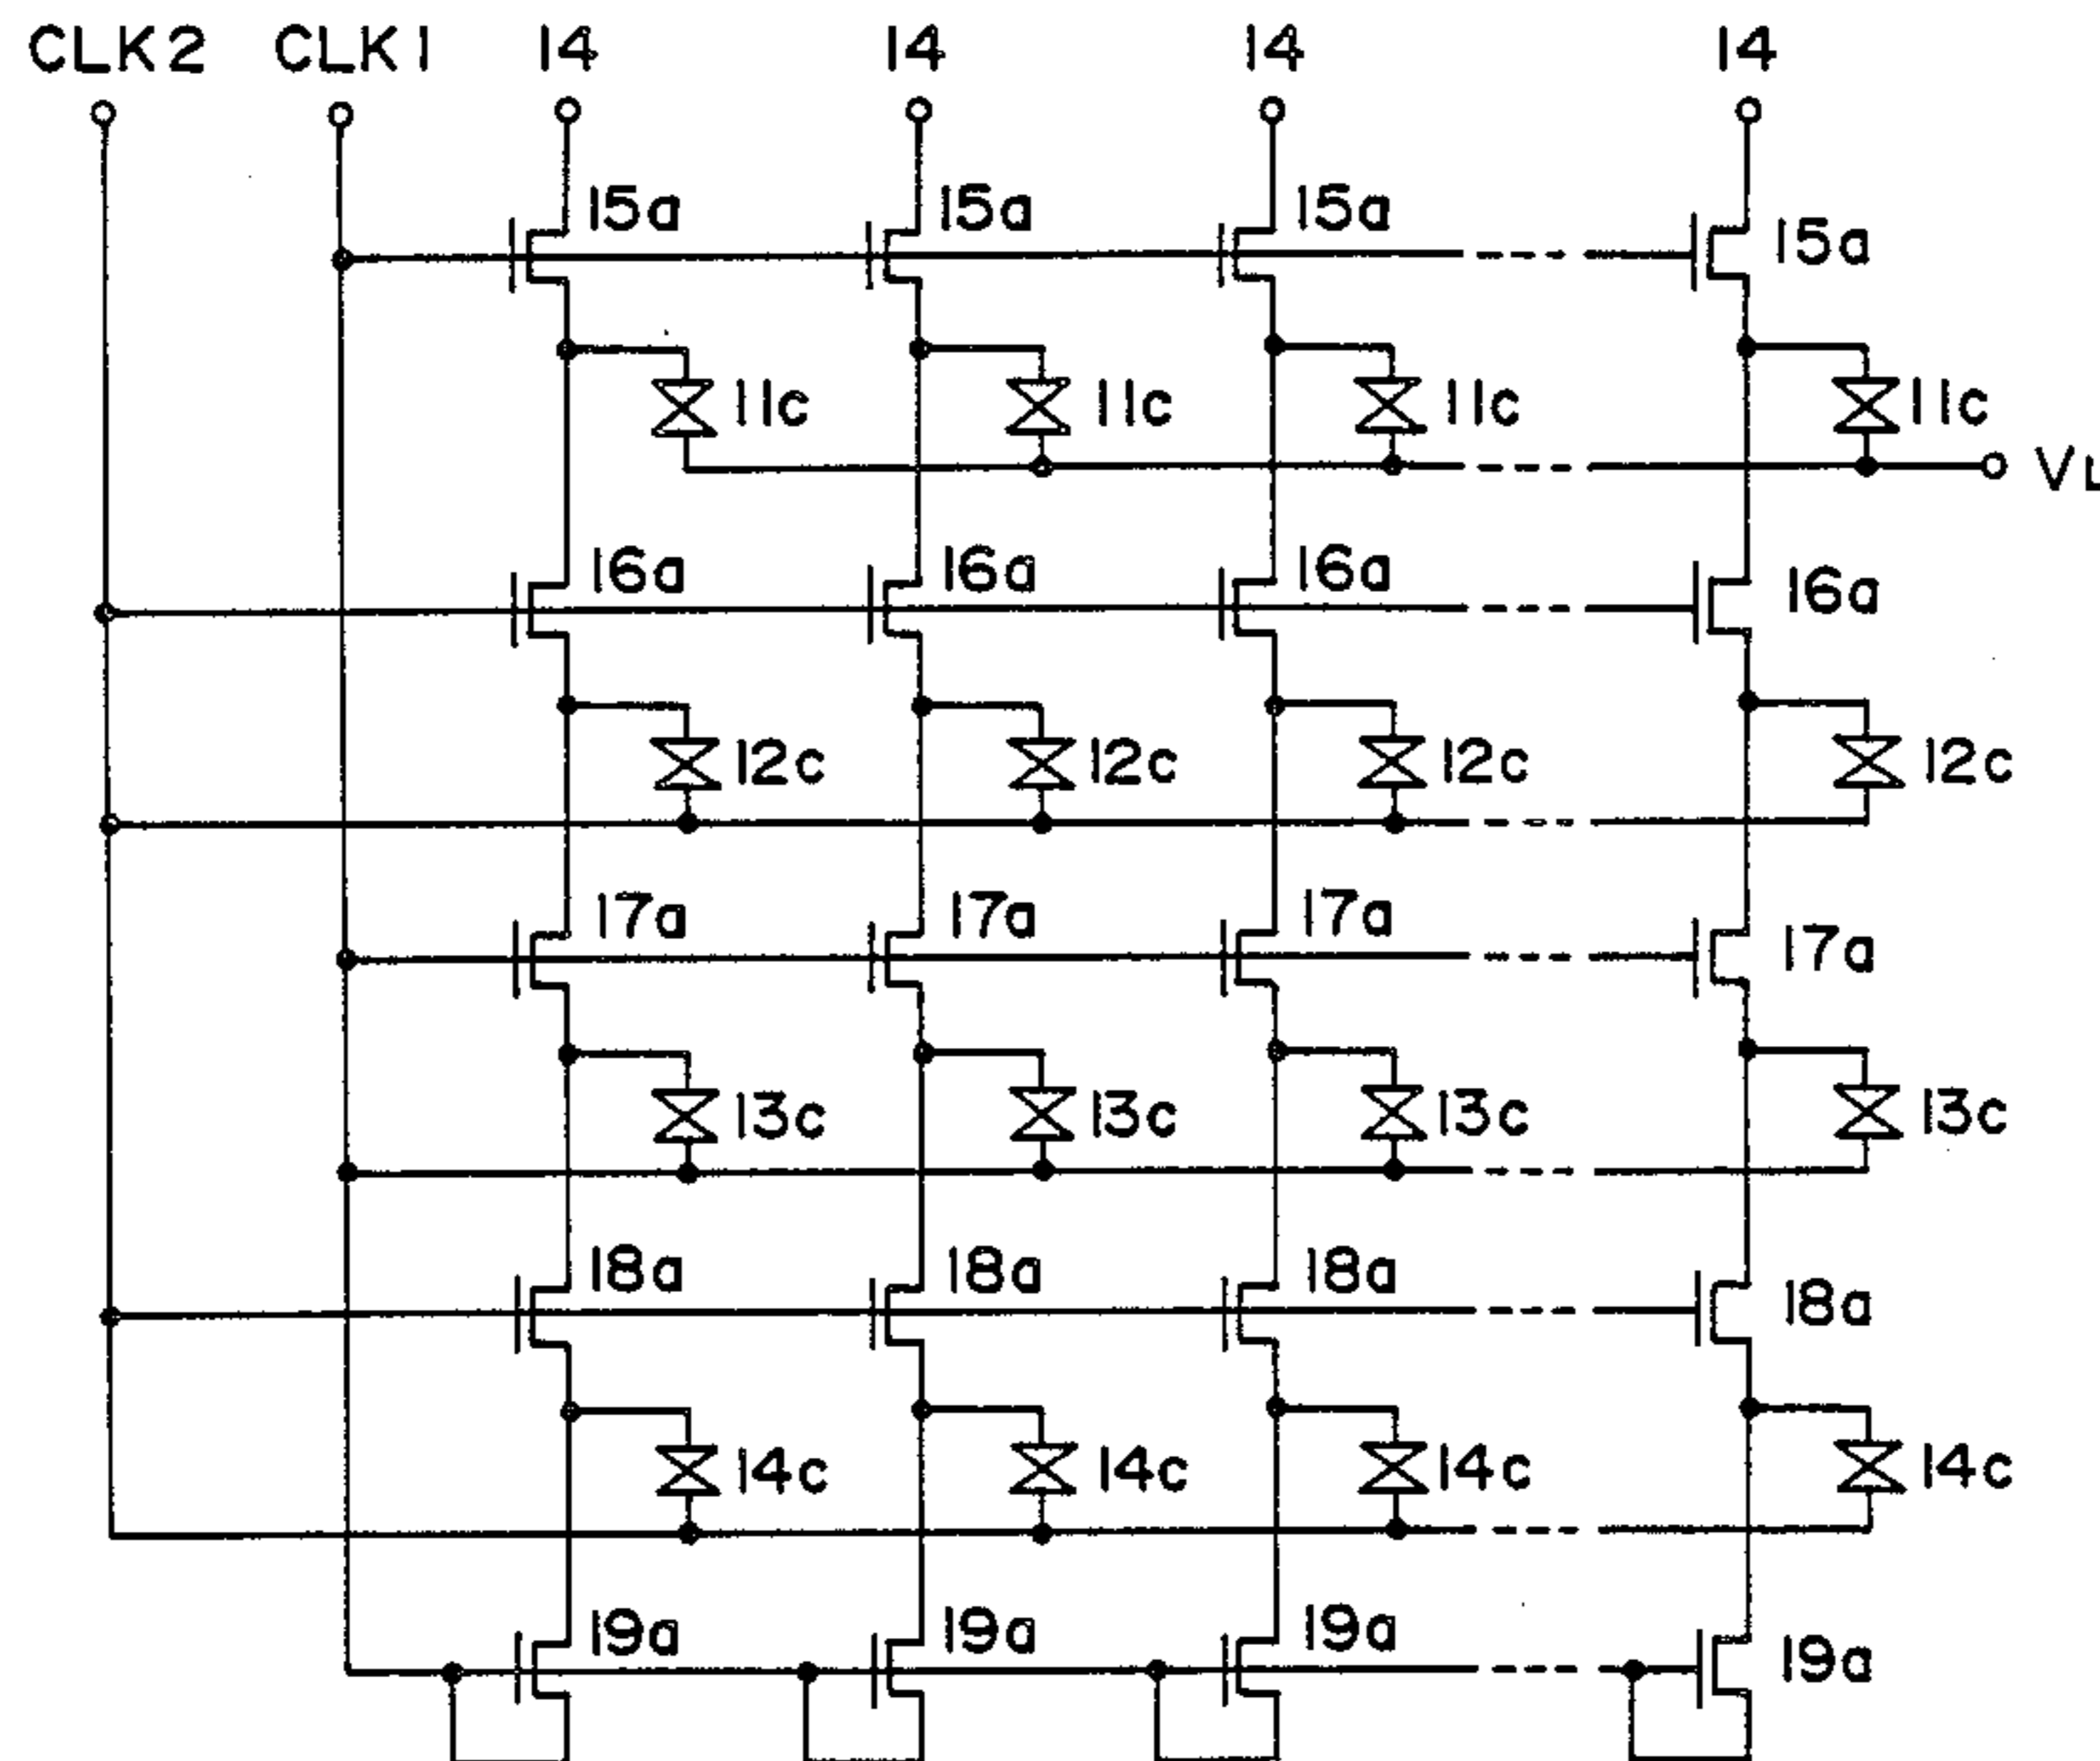 CLK2 CLK1 14 14 14 14
15a 15a 15a 15a
11c 11c 11c 11c
VL
16a 16a 16a 16a
12c 12c 12c 12c
17a 17a 17a 17a
13c 13c 13c 13c
18a 18a 18a 18a
14c 14c 14c 14c
19a 19a 19a 19a